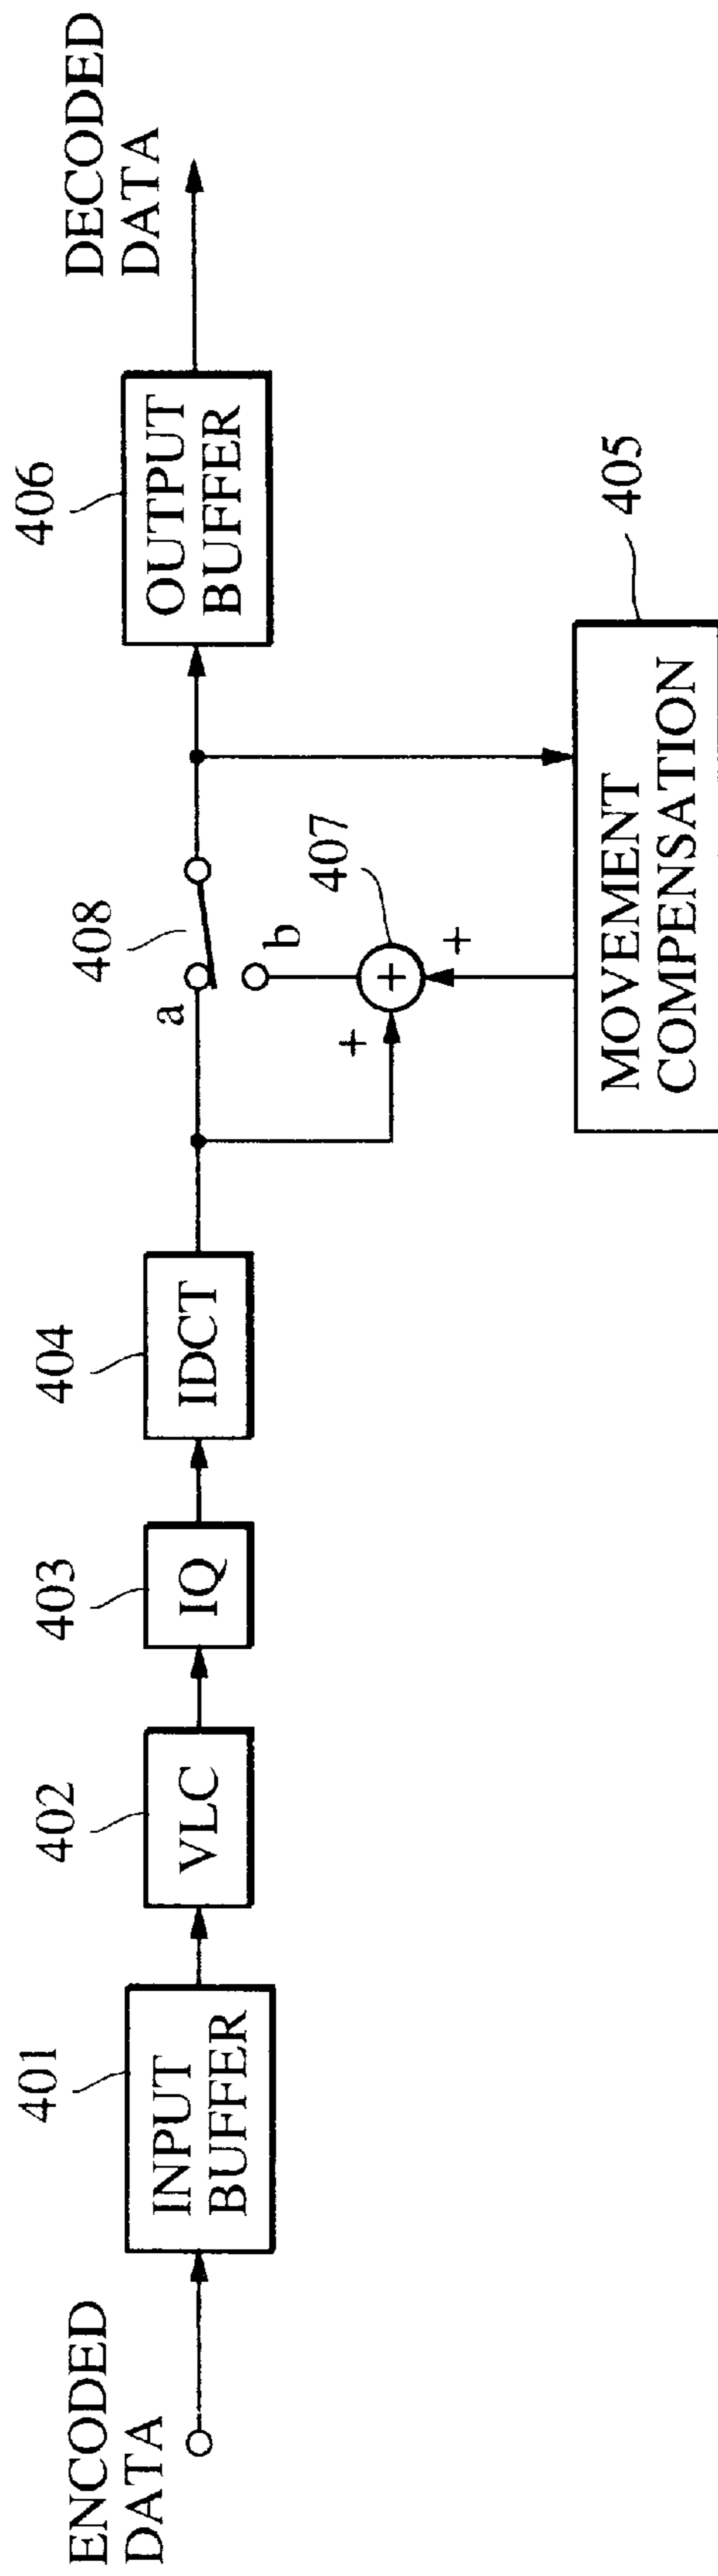 ENCODED
DATA
401
INPUT
BUFFER
402
VLC
403
IQ
404
IDCT
408
a
b
+
+
+
407
406
OUTPUT
BUFFER
DECODED
DATA
405
MOVEMENT
COMPENSATION